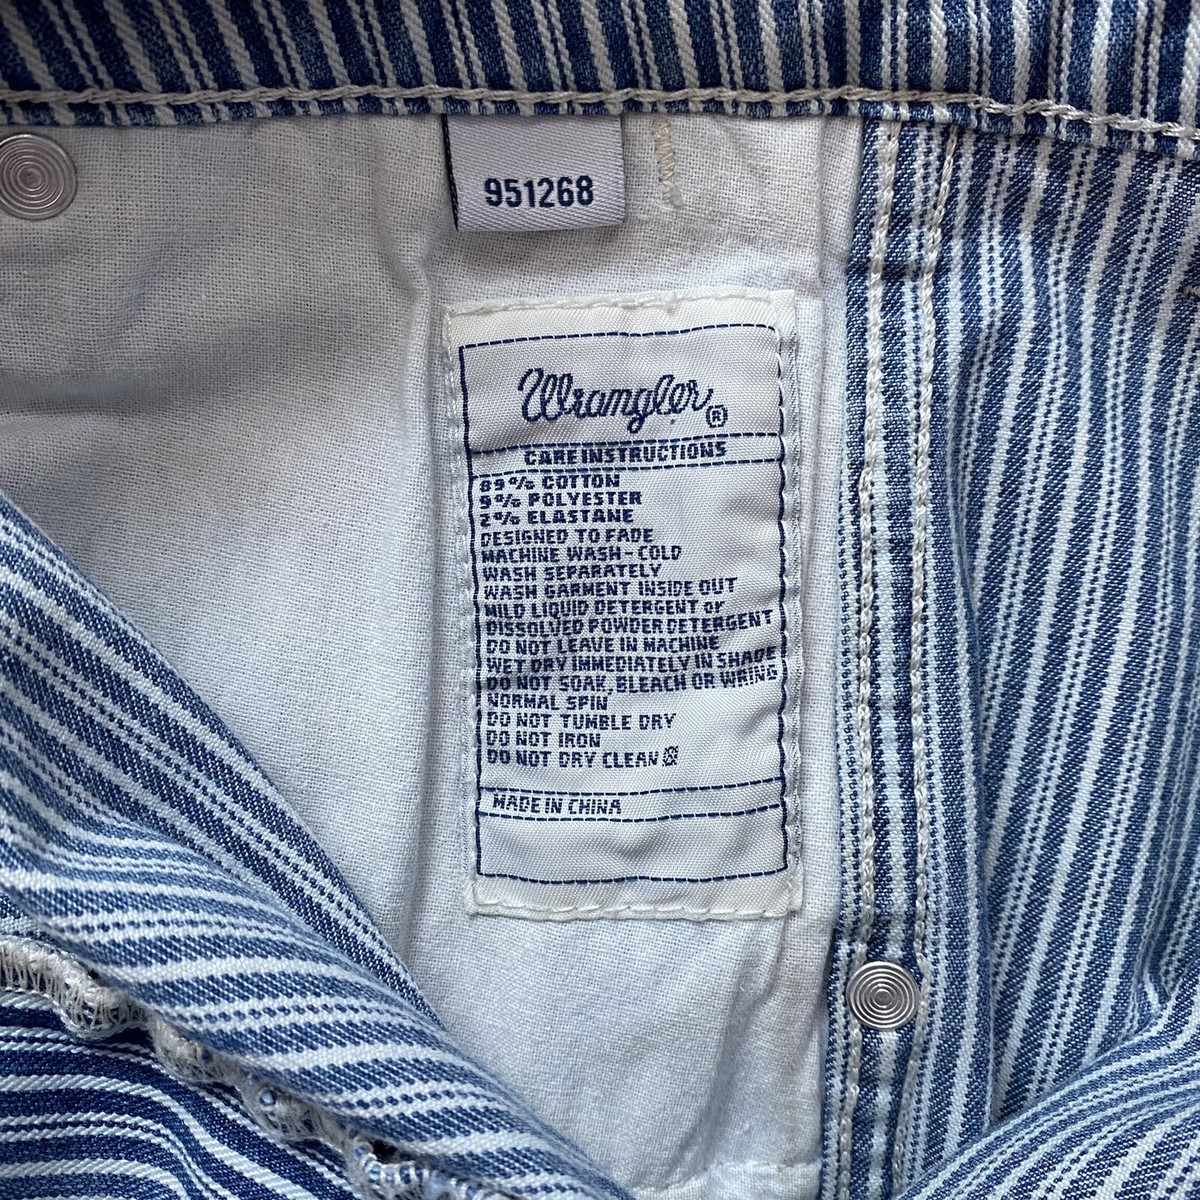 951268
Wrangler®
CARE INSTRUCTIONS
89% COTTON
9% POLYESTER
2% ELASTANE
DESIGNED TO FADE
MACHINE WASH-COLD
WASH SEPARATELY
WASH GARMENT INSIDE OUT
MILD LIQUID DETERGENT or
DISSOLVED POWDER DETERGENT
DO NOT LEAVE IN MACHINE
WET DRY IMMEDIATELY IN SHADE
DO NOT SOAK, BLEACH OR WRING
NORMAL SPIN
DO NOT TUMBLE DRY
DO NOT IRON
DO NOT DRY CLEAN
MADE IN CHINA